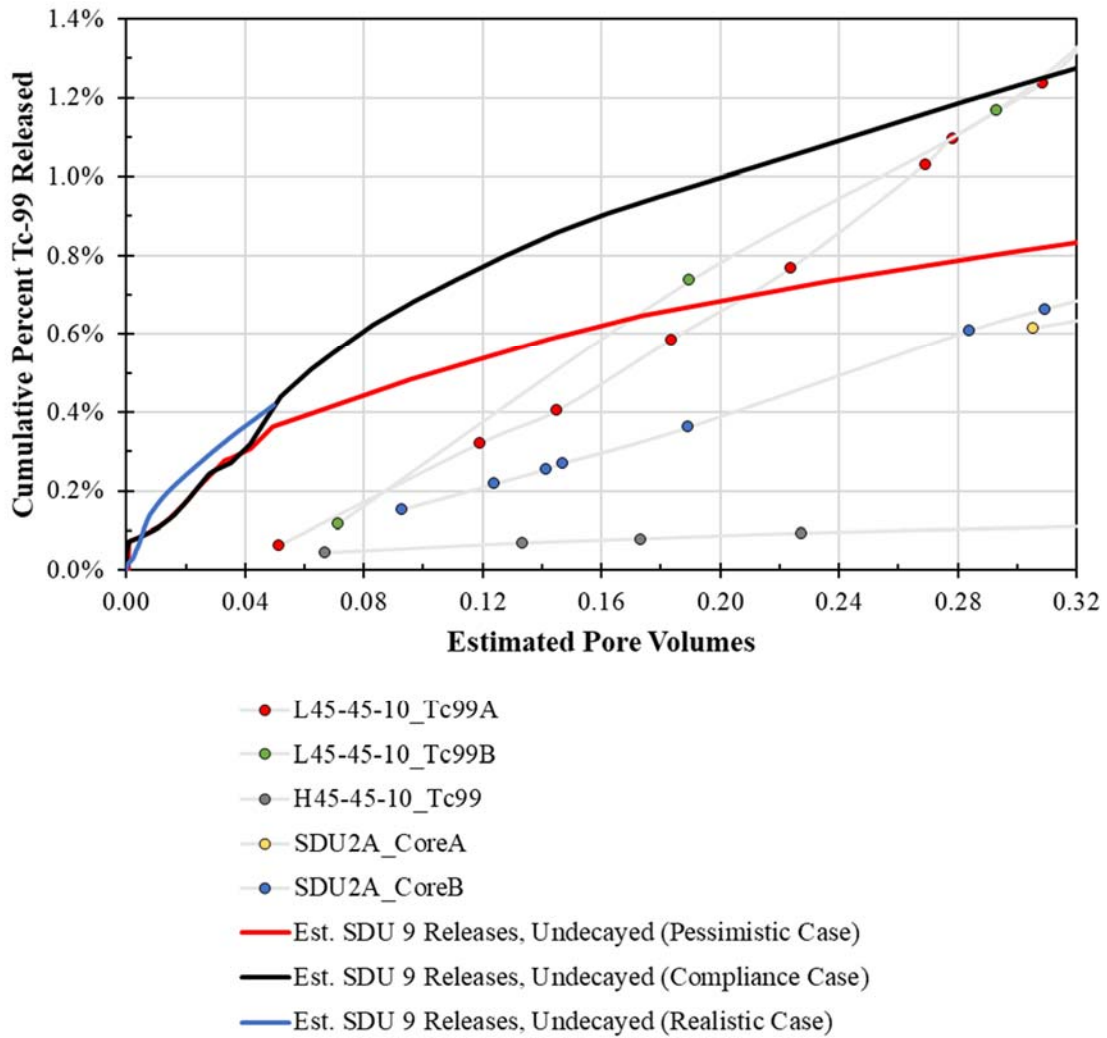 1.4%
1.2%
1.0%
0.8%
0.6%
0.4%
0.2%
0.0%
Cumulative Percent Tc-99 Released
0.00 0.04 0.08 0.12 0.16 0.20 0.24 0.28 0.32
Estimated Pore Volumes
L45-45-10_Tc99A
L45-45-10_Tc99B
H45-45-10_Tc99
SDU2A_CoreA
SDU2A_CoreB
Est. SDU 9 Releases, Undecayed (Pessimistic Case)
Est. SDU 9 Releases, Undecayed (Compliance Case)
Est. SDU 9 Releases, Undecayed (Realistic Case)